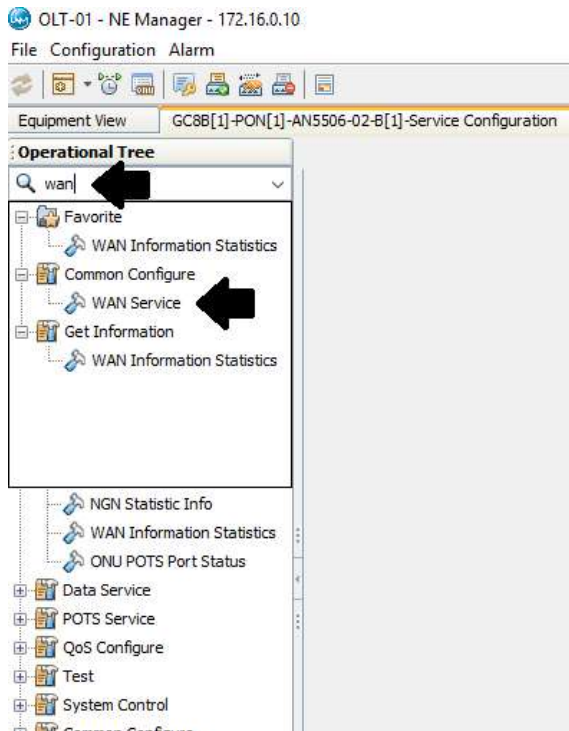 OLT-01 - NE Manager - 172.16.0.10
File Configuration Alarm
Equipment View GC8B[1]-PON[1]-AN5506-02-B[1]-Service Configuration
Operational Tree
wan
Favorite
WAN Information Statistics
Common Configure
WAN Service
Get Information
WAN Information Statistics
NGN Statistic Info
WAN Information Statistics
ONU POTS Port Status
Data Service
POTS Service
QoS Configure
Test
System Control
Common Configure